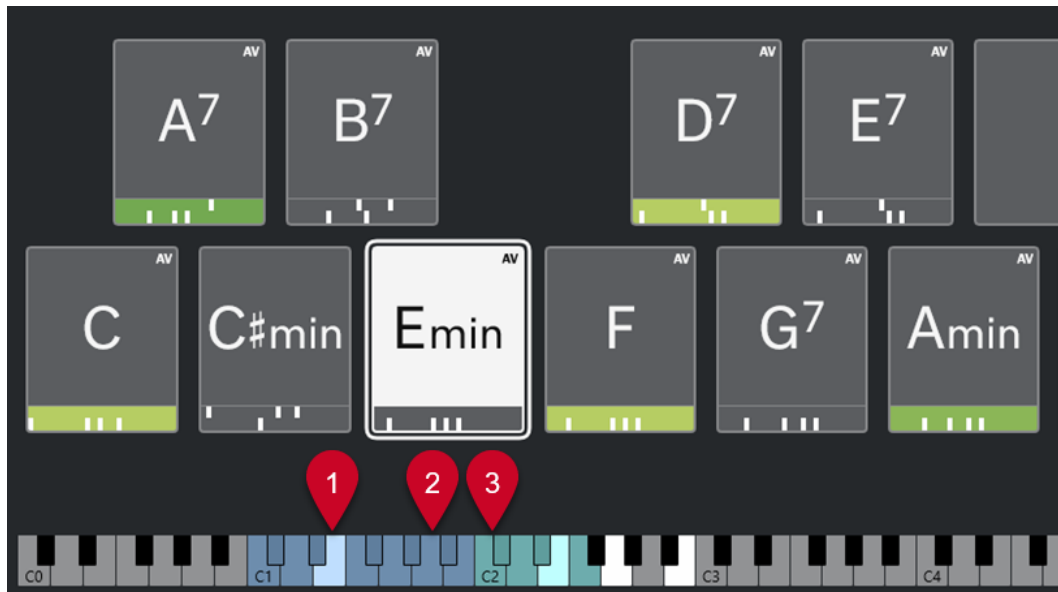 AV AV AV AV
A7 B7 D7 E7
AV AV AV AV AV AV
C C♯min Emin F G7 Amin
1 2 3
C0 C1 C2 C3 C4